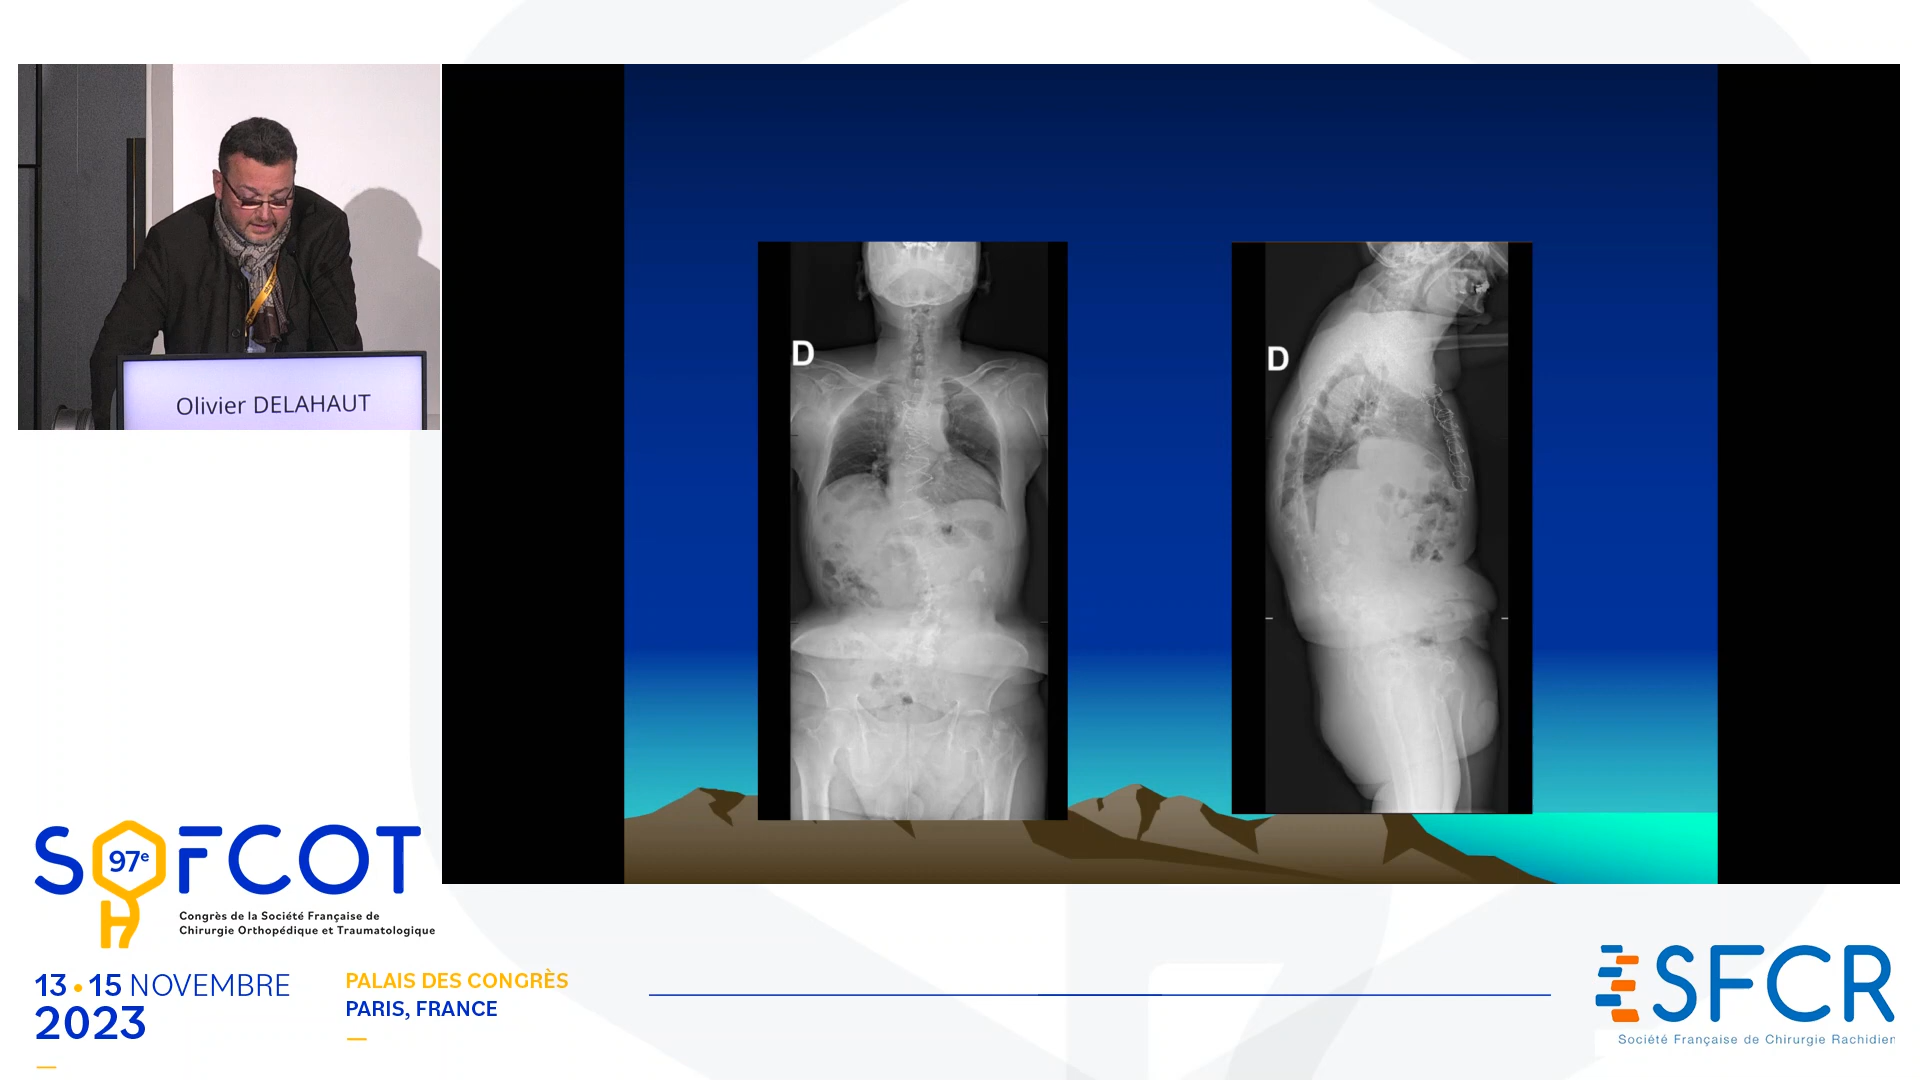 Olivier DELAHAUT
D
D
SOFCOT
97e
Congrès de la Société Française de
Chirurgie Orthopédique et Traumatologique
13•15 NOVEMBRE
2023
PALAIS DES CONGRÈS
PARIS, FRANCE
SFCR
Société Française de Chirurgie Rachidien